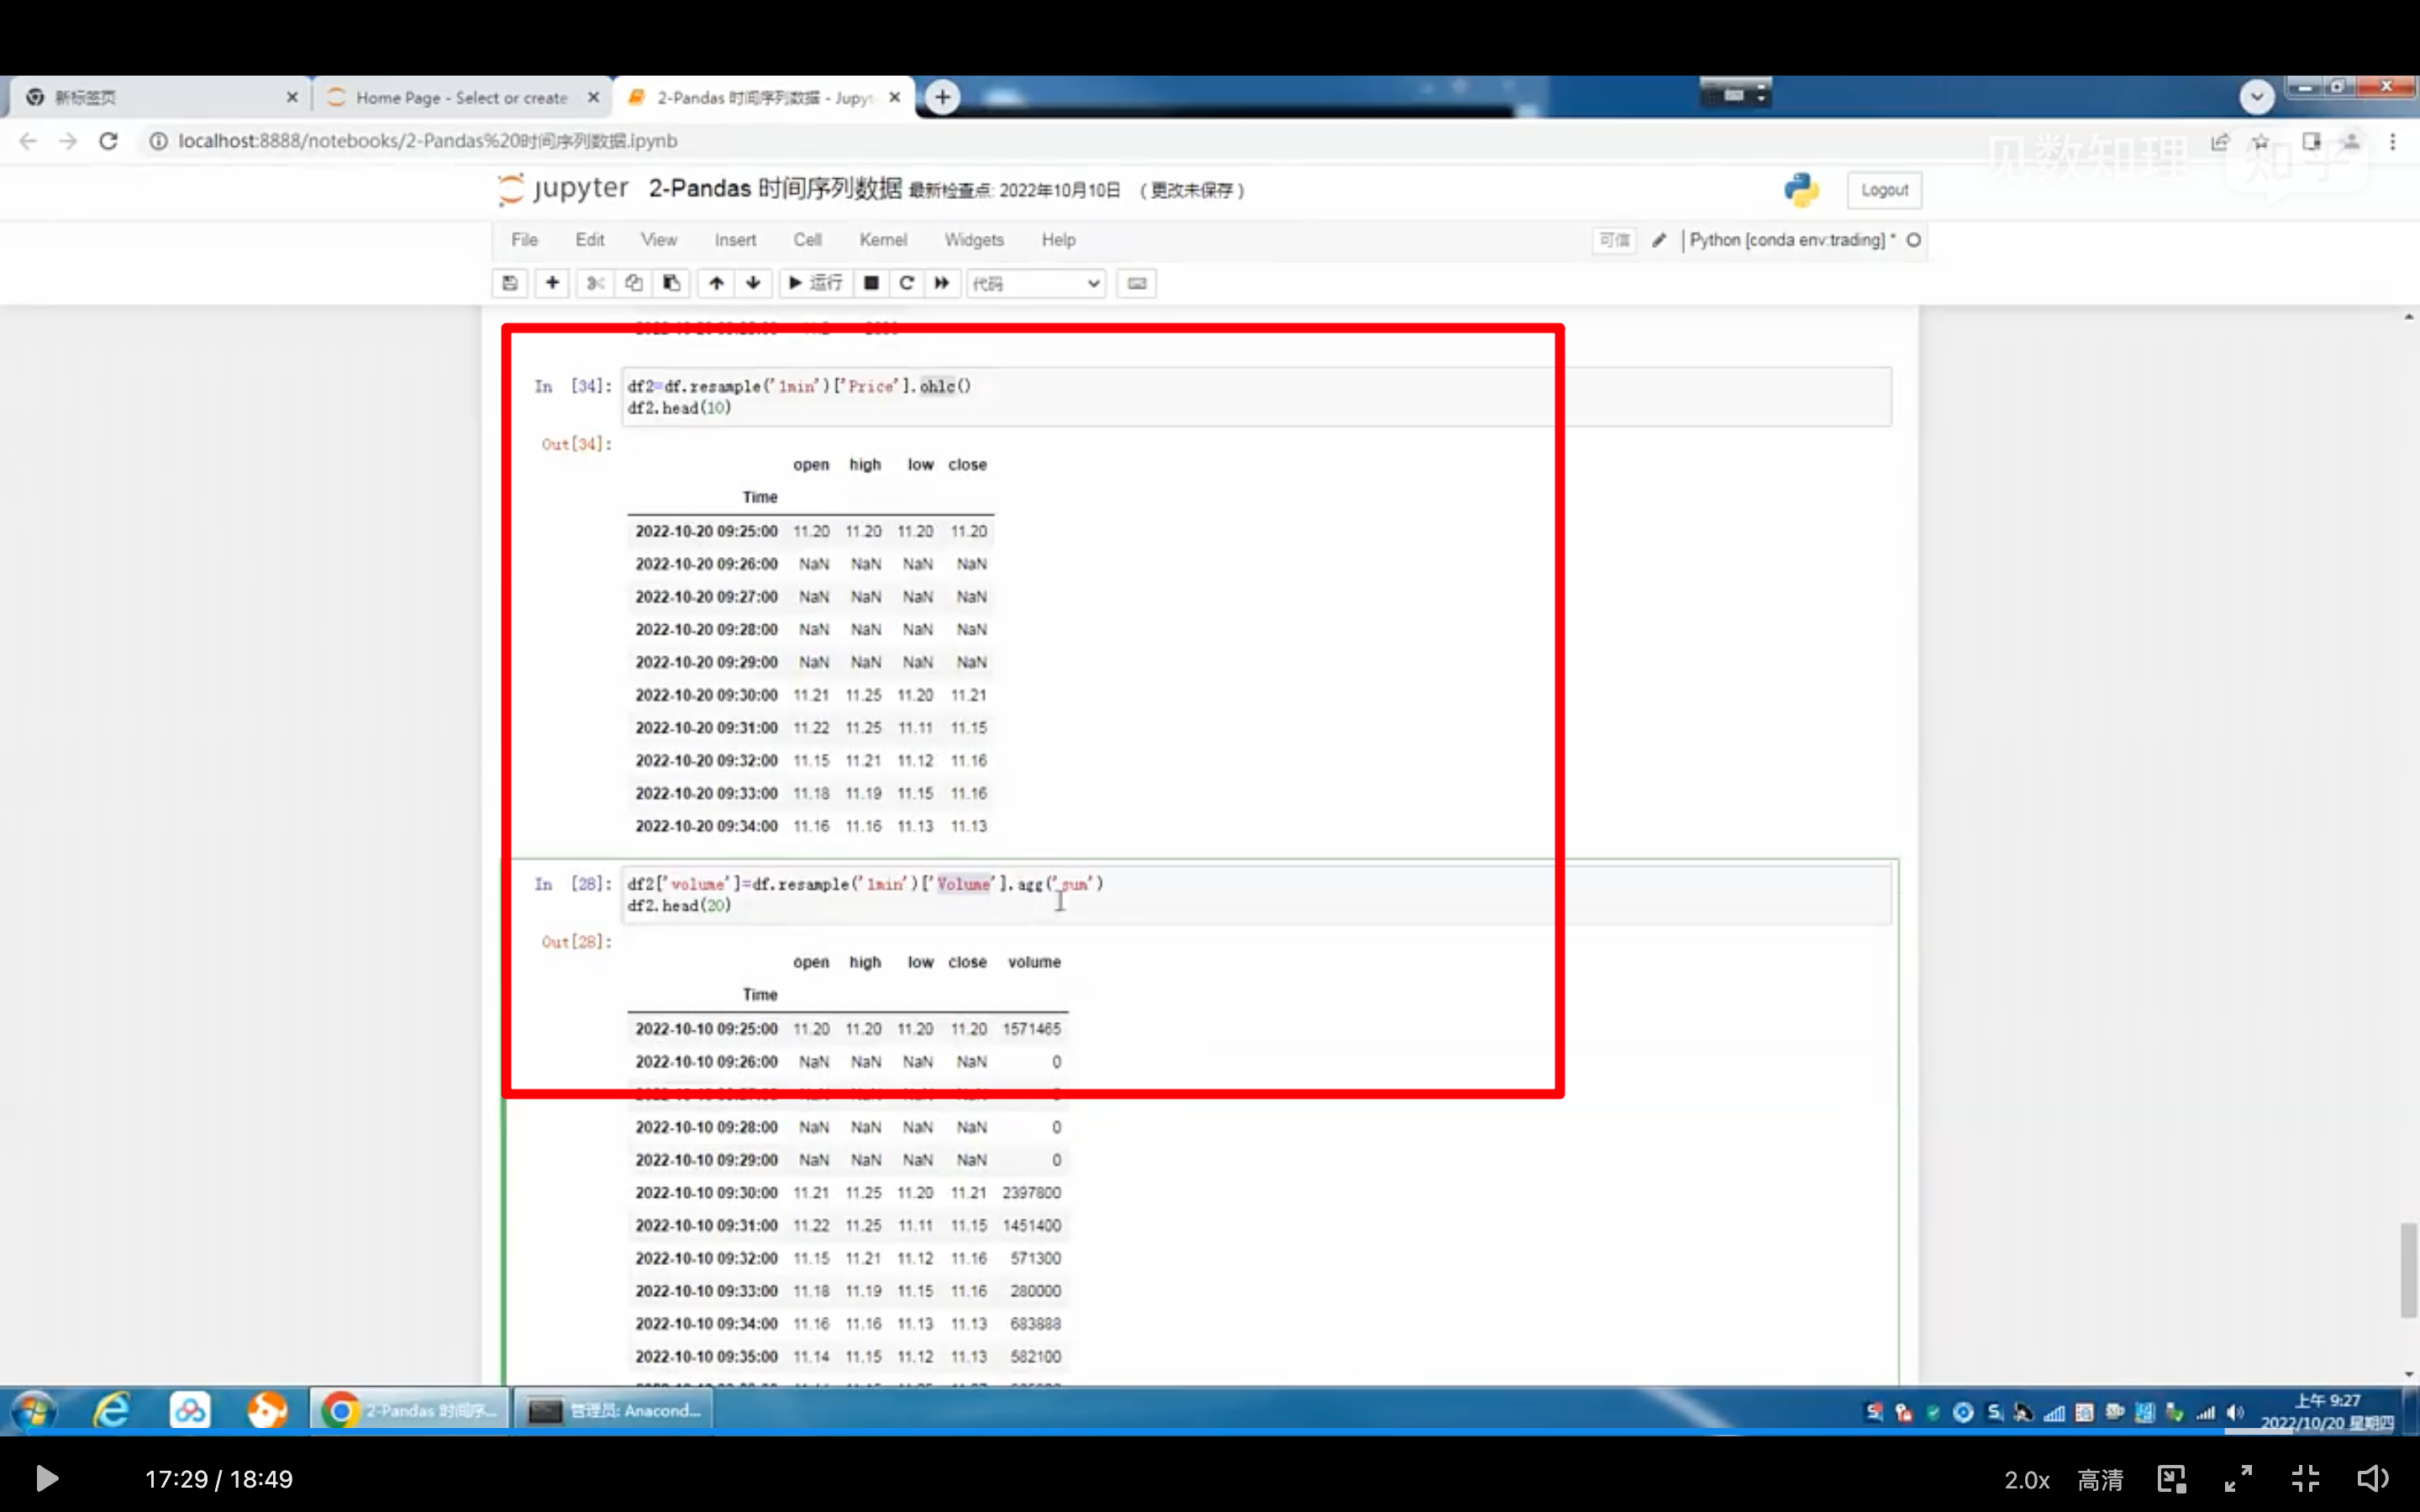 新标签页
Home Page - Select or create
2-Pandas 时间序列数据 - Jupyt
localhost:8888/notebooks/2-Pandas%20时间序列数据.ipynb
见数知理
知乎
jupyter 2-Pandas 时间序列数据 最新检查点: 2022年10月10日 (更改未保存)
Logout
File Edit View Insert Cell Kernel Widgets Help
可信
Python [conda env:trading] *
运行
代码
In [34]: df2=df.resample('1min')['Price'].ohlc()
df2.head(10)
Out[34]:
open high low close
Time
2022-10-20 09:25:00 11.20 11.20 11.20 11.20
2022-10-20 09:26:00 NaN NaN NaN NaN
2022-10-20 09:27:00 NaN NaN NaN NaN
2022-10-20 09:28:00 NaN NaN NaN NaN
2022-10-20 09:29:00 NaN NaN NaN NaN
2022-10-20 09:30:00 11.21 11.25 11.20 11.21
2022-10-20 09:31:00 11.22 11.25 11.11 11.15
2022-10-20 09:32:00 11.15 11.21 11.12 11.16
2022-10-20 09:33:00 11.18 11.19 11.15 11.16
2022-10-20 09:34:00 11.16 11.16 11.13 11.13
In [28]: df2['volume']=df.resample('1min')['Volume'].agg('sum')
df2.head(20)
Out[28]:
open high low close volume
Time
2022-10-10 09:25:00 11.20 11.20 11.20 11.20 1571465
2022-10-10 09:26:00 NaN NaN NaN NaN 0
2022-10-10 09:28:00 NaN NaN NaN NaN 0
2022-10-10 09:29:00 NaN NaN NaN NaN 0
2022-10-10 09:30:00 11.21 11.25 11.20 11.21 2397800
2022-10-10 09:31:00 11.22 11.25 11.11 11.15 1451400
2022-10-10 09:32:00 11.15 11.21 11.12 11.16 571300
2022-10-10 09:33:00 11.18 11.19 11.15 11.16 280000
2022-10-10 09:34:00 11.16 11.16 11.13 11.13 683888
2022-10-10 09:35:00 11.14 11.15 11.12 11.13 582100
2-Pandas 时间序...
管理员: Anacond...
上午 9:27
2022/10/20 星期四
17:29 / 18:49
2.0x 高清